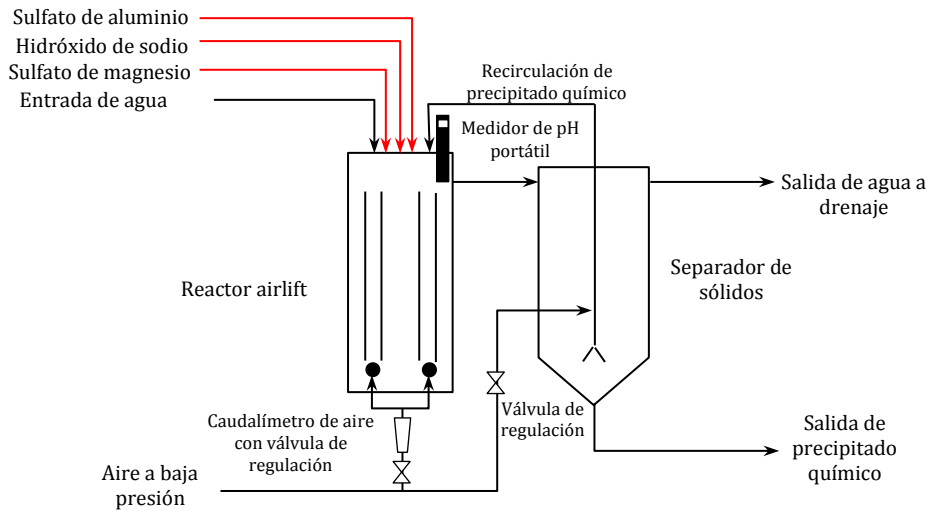 Sulfato de aluminio
Hidróxido de sodio
Sulfato de magnesio
Entrada de agua
Recirculación de
precipitado químico
Medidor de pH
portátil
Salida de agua a
drenaje
Reactor airlift
Separador de
sólidos
Caudalímetro de aire
con válvula de
regulación
Válvula de
regulación
Aire a baja
presión
Salida de
precipitado
químico